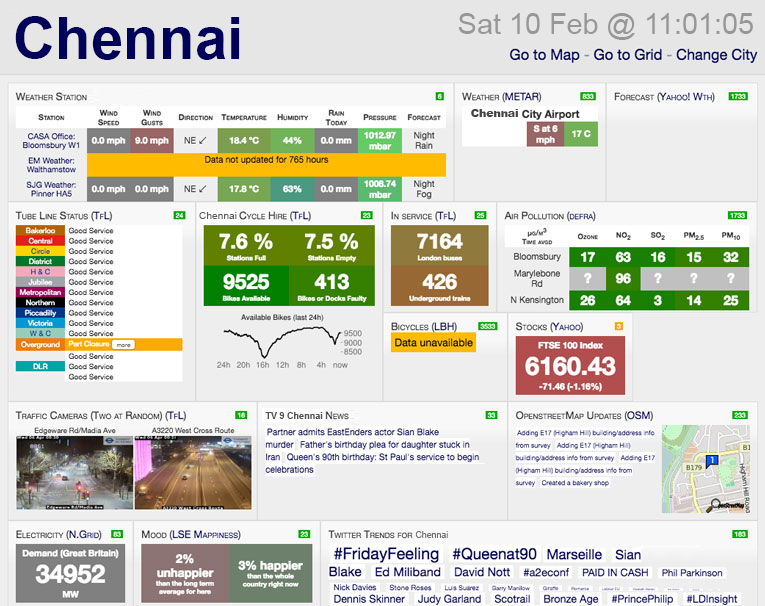 Chennai
Sat 10 Feb @ 11:01:05
Go to Map - Go to Grid - Change City
Weather Station 6
Station Wind Speed Wind Gusts Direction Temperature Humidity Rain Today Pressure Forecast
CASA Office: Bloomsbury W1 0.0 mph 9.0 mph NE ↙ 18.4 °C 44% 0.0 mm 1012.97 mbar Night Rain
EM Weather: Walthamstow Data not updated for 765 hours
SJG Weather: Pinner HA5 0.0 mph 0.0 mph NE ↙ 17.8 °C 63% 0.0 mm 1008.74 mbar Night Fog
Weather (METAR) 833
Chennai City Airport
S at 6 mph 17 C
Forecast (Yahoo! Wth) 1733
Tube Line Status (TfL) 24
Bakerloo Good Service
Central Good Service
Circle Good Service
District Good Service
H & C Good Service
Jubilee Good Service
Metropolitan Good Service
Northern Good Service
Piccadilly Good Service
Victoria Good Service
W & C Good Service
Overground Part Closure more
Good Service
DLR Good Service
Good Service
Chennai Cycle Hire (TfL) 23
7.6 % 7.5 %
Stations Full Stations Empty
9525 413
Bikes Available Bikes or Docks Faulty
Available Bikes (last 24h)
9500
9000
8500
24h 20h 16h 12h 8h 4h now
In service (TfL) 25
7164
London buses
426
Underground trains
Air Pollution (DEFRA) 1733
µg/m3 Time avgd Ozone NO2 SO2 PM2.5 PM10
Bloomsbury 17 63 16 15 32
Marylebone Rd ? 96 ? ? ?
N Kensington 26 64 3 14 25
Bicycles (LBH) 3533
Data unavailable
Stocks (Yahoo) 3
FTSE 100 Index
6160.43
-71.46 (-1.16%)
Traffic Cameras (Two at Random) (TfL) 16
Edgeware Rd/Madia Ave A3220 West Cross Route
Edgeware Rd/Madia Ave A3220 West Cross Route
TV 9 Chennai News 33
Partner admits EastEnders actor Sian Blake
murder Father's birthday plea for daughter stuck in
Iran Queen's 90th birthday: St Paul's service to begin
celebrations
OpenstreetMap Updates (OSM) 233
Adding E17 (Higham Hill) building/address info
from survey Adding E17 (Higham Hill)
building/address info from survey Adding E17
(Higham Hill) building/address info from
survey Created a bakery shop
B179
1
Higham Hill Road
Electricity (N.Grid) 83
Demand (Great Britain)
34952
MW
Mood (LSE Mappiness) 23
2% unhappier
than the long term
average for here
3% happier
than the whole
country right now
Twitter Trends for Chennai 183
#FridayFeeling #Queenat90 Marseille Sian
Blake Ed Miliband David Nott #a2econf PAID IN CASH Phil Parkinson
Nick Davies Stone Roses Luis Suarez Barry Manilow Giraffe
Dennis Skinner Judy Garland Scotrail Bronze Age #PrincePhilip #LDInsight